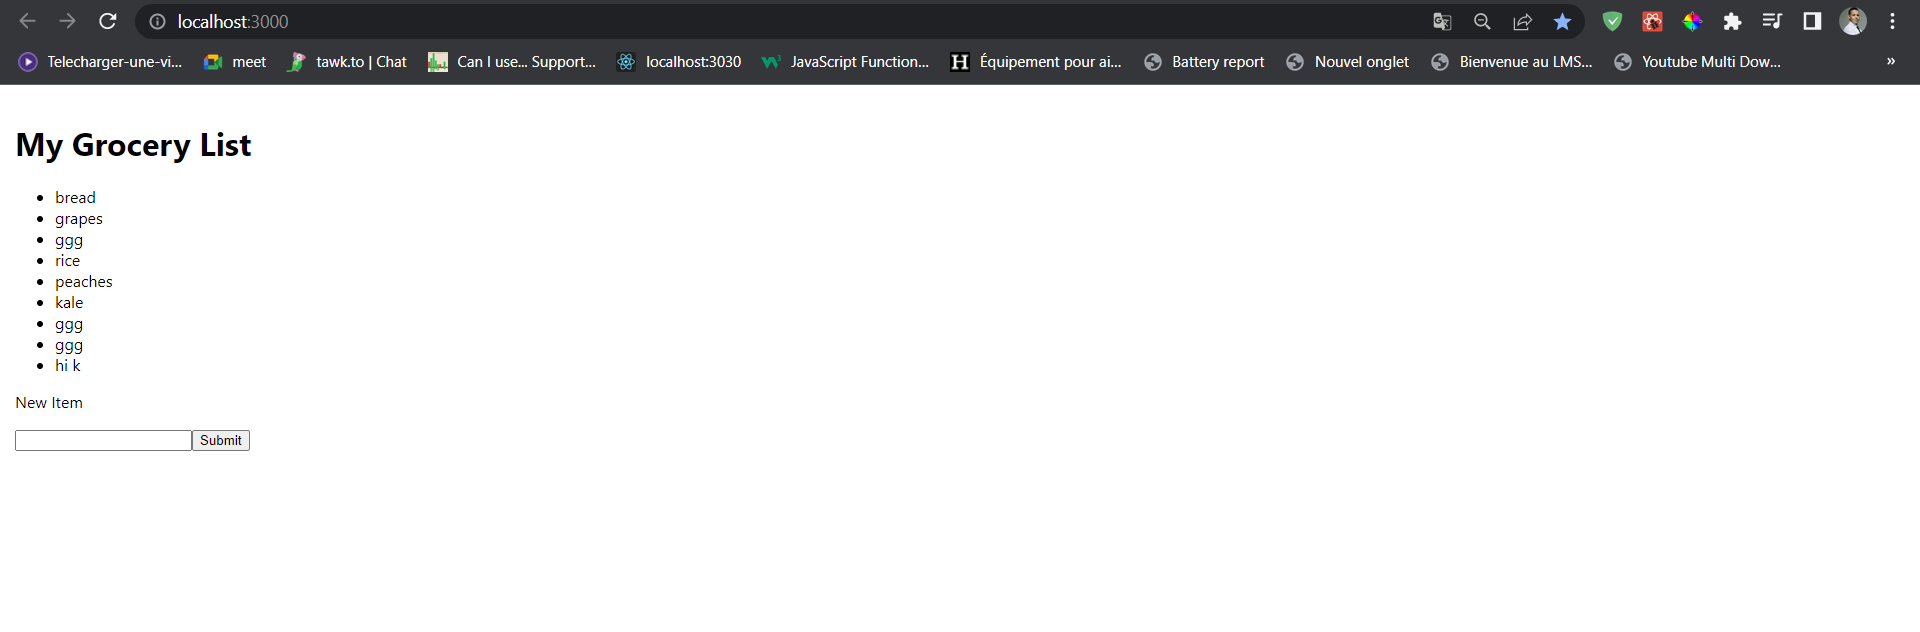 localhost:3000
Telecharger-une-vi... meet tawk.to | Chat Can I use... Support... localhost:3030 JavaScript Function... H Équipement pour ai... Battery report Nouvel onglet Bienvenue au LMS... Youtube Multi Dow... »
My Grocery List
• bread
• grapes
• ggg
• rice
• peaches
• kale
• ggg
• ggg
• hi k
New Item
Submit